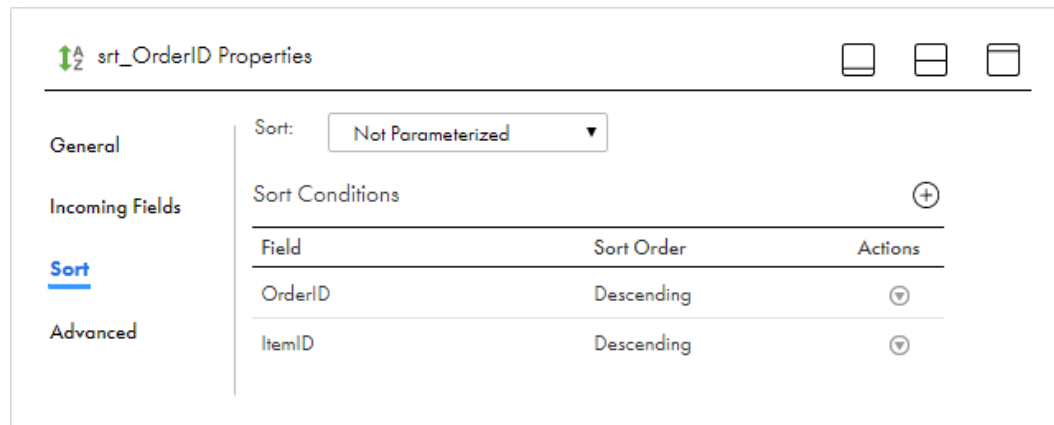 srt_OrderID Properties
General
Incoming Fields
Sort
Advanced
Sort: Not Parameterized
Sort Conditions
Field Sort Order Actions
OrderID Descending
ItemID Descending